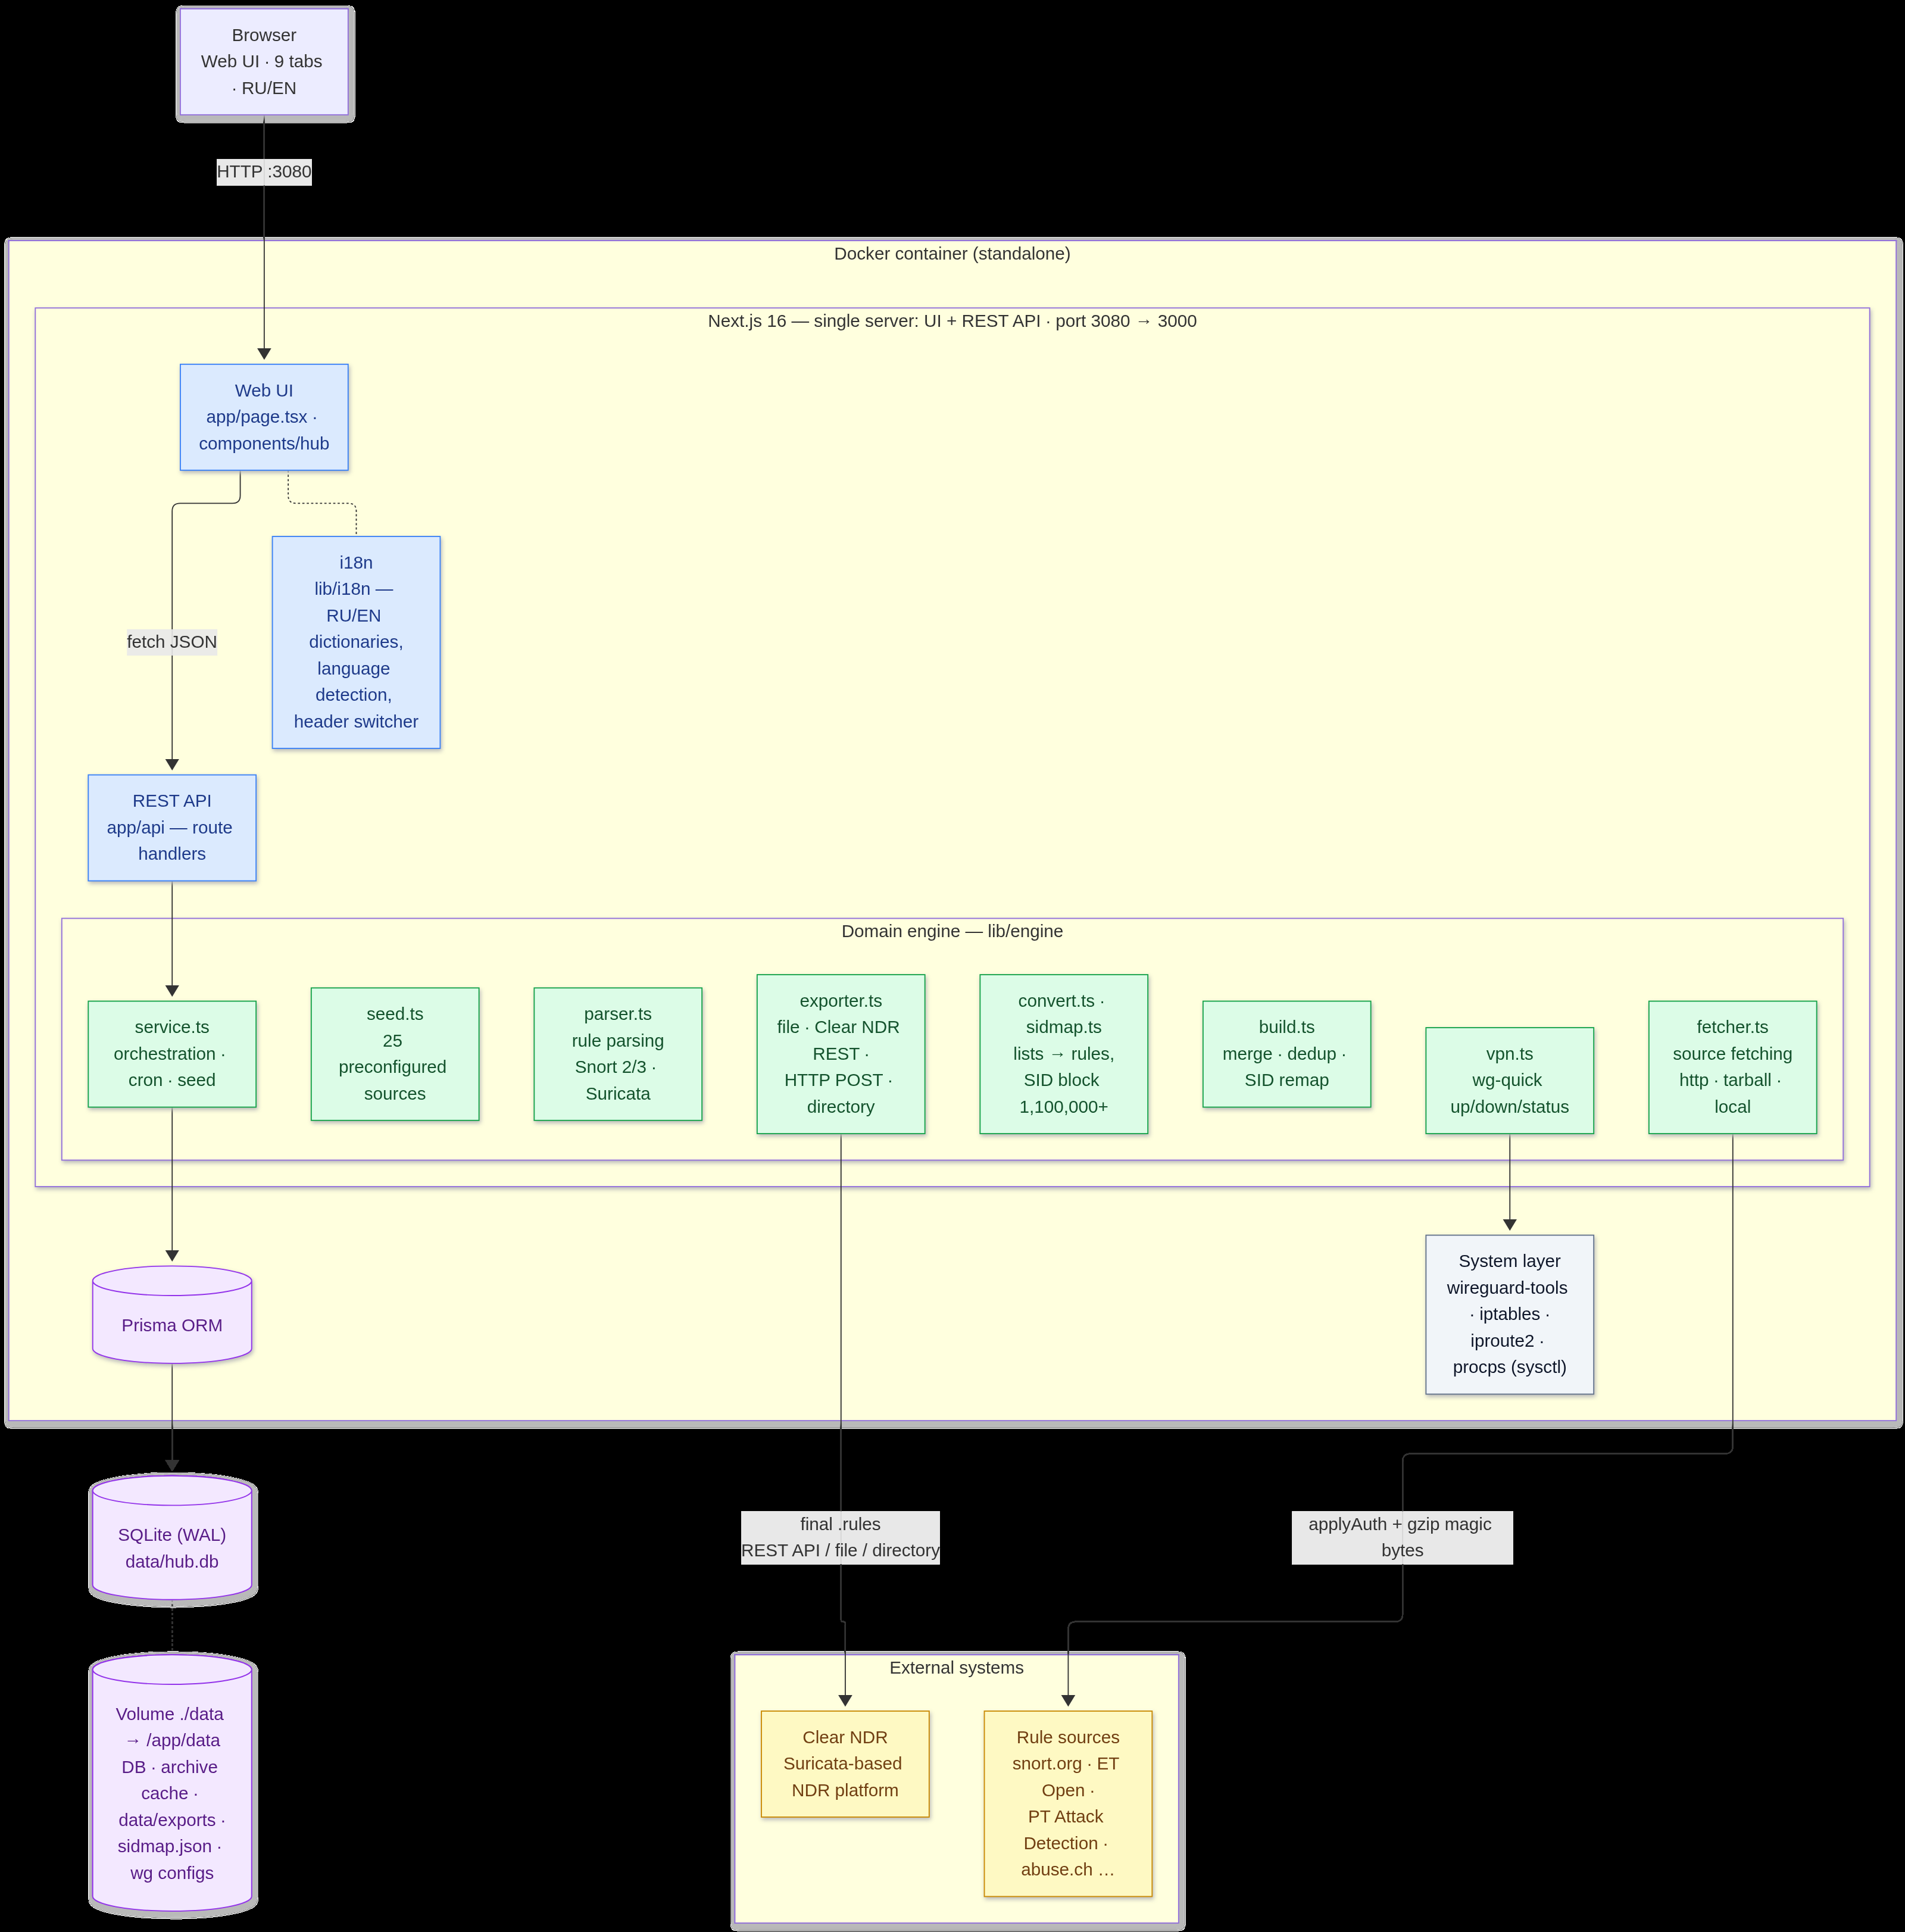 Browser
Web UI · 9 tabs
· RU/EN
HTTP :3080
Docker container (standalone)
Next.js 16 — single server: UI + REST API · port 3080 → 3000
Web UI
app/page.tsx ·
components/hub
i18n
lib/i18n —
RU/EN
dictionaries,
language
detection,
header switcher
fetch JSON
REST API
app/api — route
handlers
Domain engine — lib/engine
service.ts
orchestration ·
cron · seed
seed.ts
25
preconfigured
sources
parser.ts
rule parsing
Snort 2/3 ·
Suricata
exporter.ts
file · Clear NDR
REST ·
HTTP POST ·
directory
convert.ts ·
sidmap.ts
lists → rules,
SID block
1,100,000+
build.ts
merge · dedup ·
SID remap
vpn.ts
wg-quick
up/down/status
fetcher.ts
source fetching
http · tarball ·
local
Prisma ORM
System layer
wireguard-tools
· iptables ·
iproute2 ·
procps (sysctl)
SQLite (WAL)
data/hub.db
final .rules
REST API / file / directory
applyAuth + gzip magic
bytes
Volume ./data
→ /app/data
DB · archive
cache ·
data/exports ·
sidmap.json ·
wg configs
External systems
Clear NDR
Suricata-based
NDR platform
Rule sources
snort.org · ET
Open ·
PT Attack
Detection ·
abuse.ch …